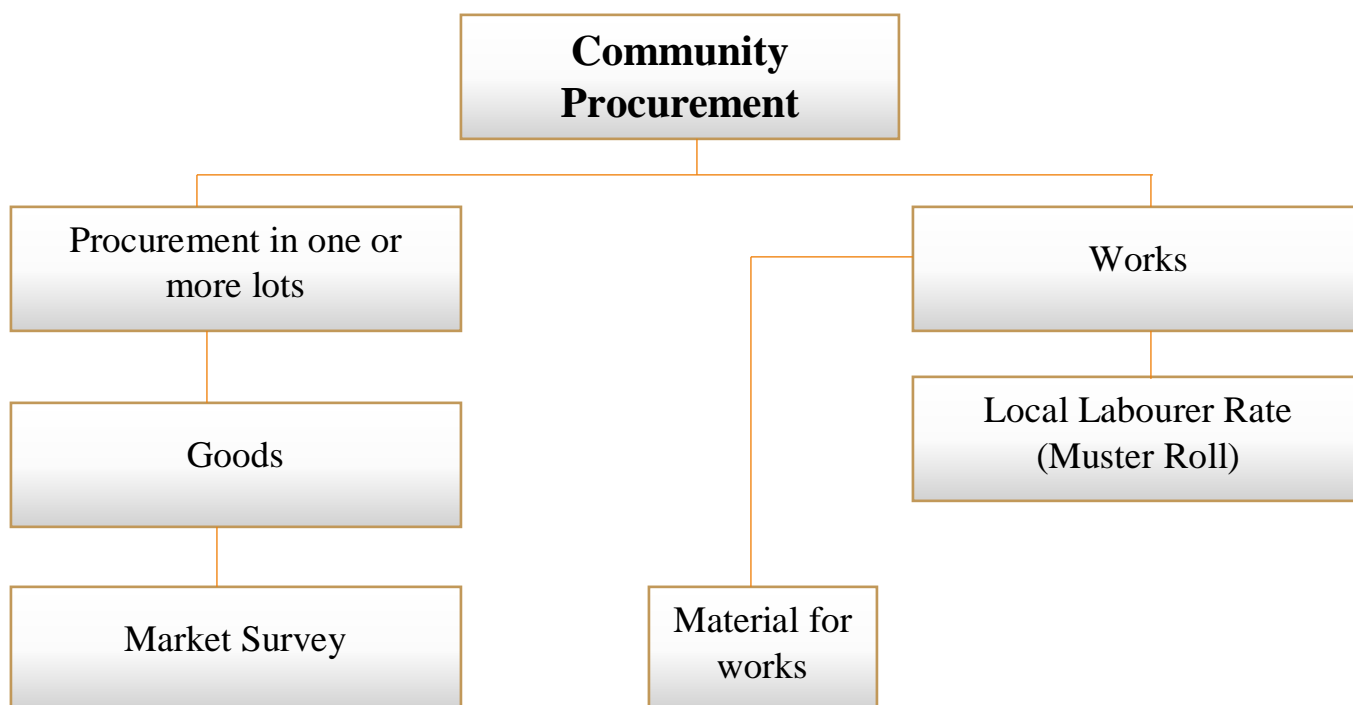 Community
Procurement
Procurement in one or
more lots
Works
Goods
Local Labourer Rate
(Muster Roll)
Market Survey
Material for
works